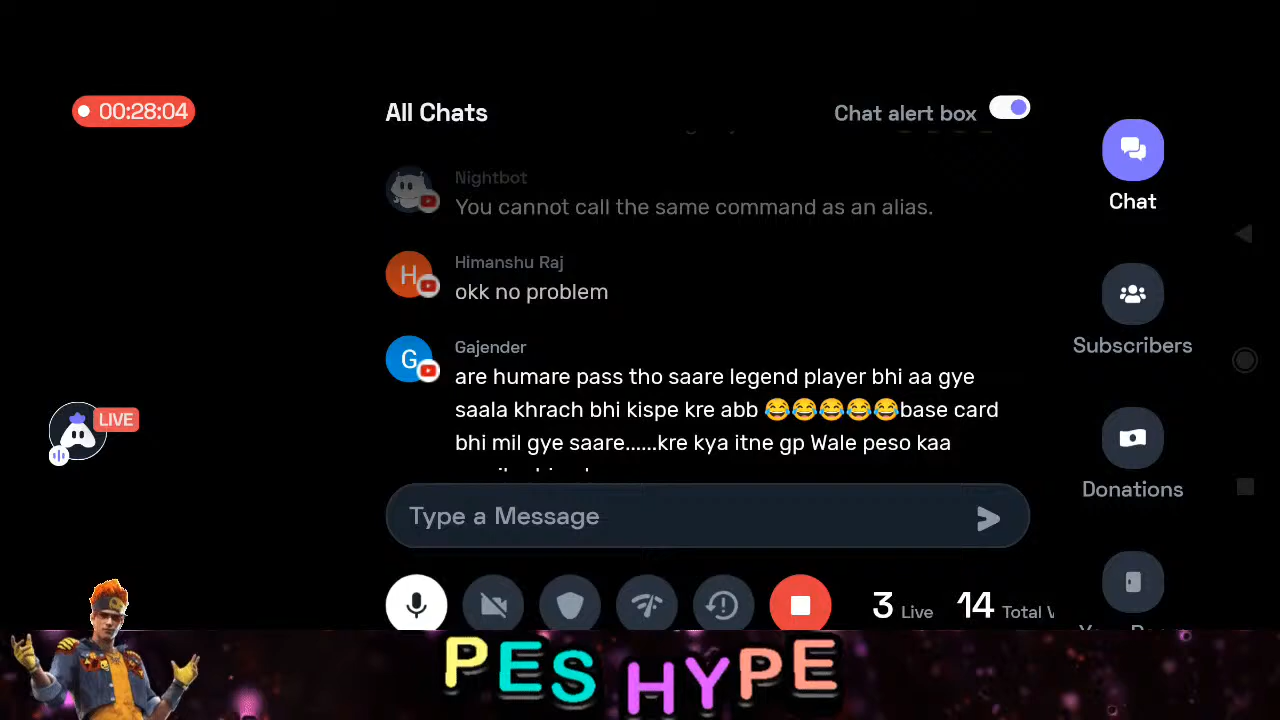 00:28:04
All Chats
Chat alert box
Nightbot
You cannot call the same command as an alias.
Himanshu Raj
okk no problem
Gajender
are humare pass tho saare legend player bhi aa gye
saala khrach bhi kispe kre abb 😂😂😂😂😂base card
bhi mil gye saare......kre kya itne gp Wale peso kaa
Type a Message
3 Live 14 Total V
Chat
Subscribers
Donations
LIVE
PES HYPE